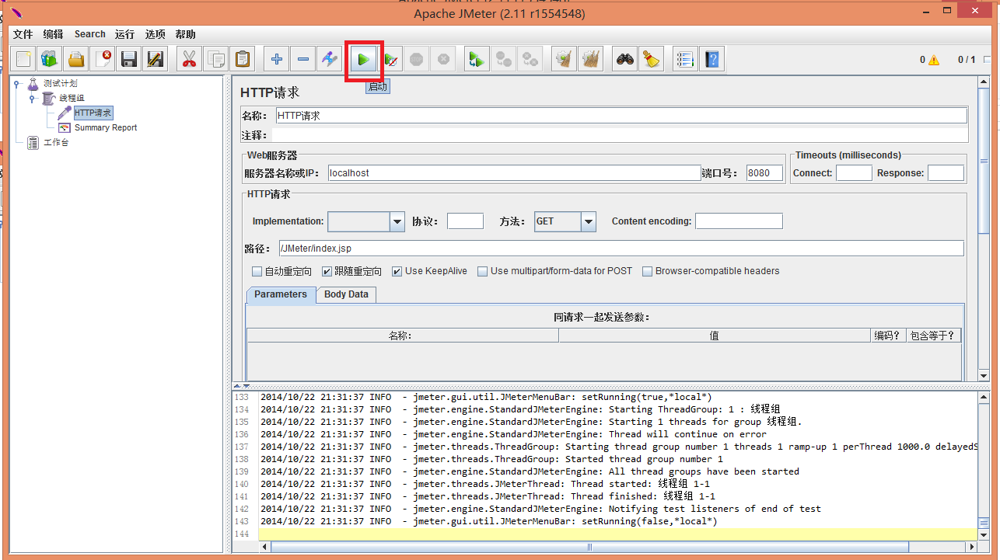 Apache JMeter (2.11 r1554548)
文件 编辑 Search 运行 选项 帮助
0 0 / 1
启动
测试计划
线程组
HTTP请求
Summary Report
工作台
HTTP请求
名称： HTTP请求
注释：
Web服务器
服务器名称或IP： localhost 端口号： 8080
Timeouts (milliseconds)
Connect: Response:
HTTP请求
Implementation: 协议： 方法： GET Content encoding:
路径： /JMeter/index.jsp
自动重定向 跟随重定向 Use KeepAlive Use multipart/form-data for POST Browser-compatible headers
Parameters Body Data
同请求一起发送参数：
名称： 值 编码？ 包含等于？
133 2014/10/22 21:31:37 INFO - jmeter.gui.util.JMeterMenuBar: setRunning(true,*local*)
134 2014/10/22 21:31:37 INFO - jmeter.engine.StandardJMeterEngine: Starting ThreadGroup: 1 : 线程组
135 2014/10/22 21:31:37 INFO - jmeter.engine.StandardJMeterEngine: Starting 1 threads for group 线程组.
136 2014/10/22 21:31:37 INFO - jmeter.engine.StandardJMeterEngine: Thread will continue on error
137 2014/10/22 21:31:37 INFO - jmeter.threads.ThreadGroup: Starting thread group number 1 threads 1 ramp-up 1 perThread 1000.0 delayedS
138 2014/10/22 21:31:37 INFO - jmeter.threads.ThreadGroup: Started thread group number 1
139 2014/10/22 21:31:37 INFO - jmeter.engine.StandardJMeterEngine: All thread groups have been started
140 2014/10/22 21:31:37 INFO - jmeter.threads.JMeterThread: Thread started: 线程组 1-1
141 2014/10/22 21:31:37 INFO - jmeter.threads.JMeterThread: Thread finished: 线程组 1-1
142 2014/10/22 21:31:37 INFO - jmeter.engine.StandardJMeterEngine: Notifying test listeners of end of test
143 2014/10/22 21:31:37 INFO - jmeter.gui.util.JMeterMenuBar: setRunning(false,*local*)
144